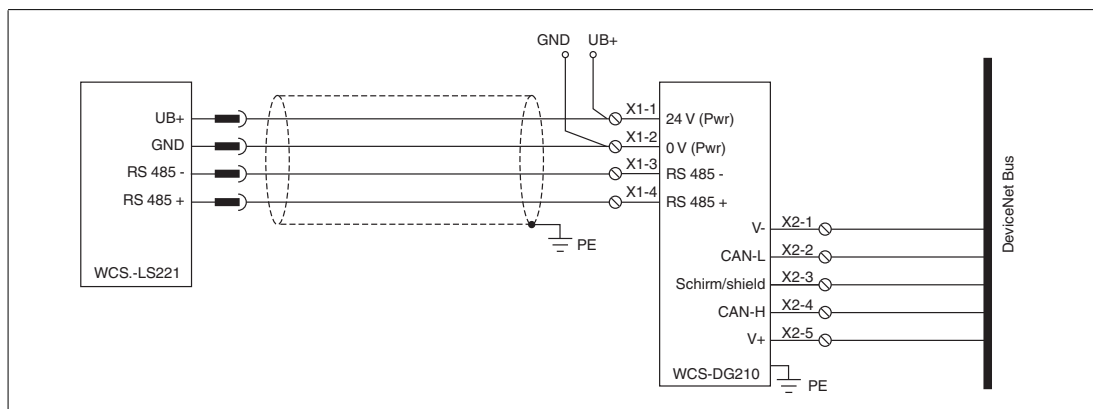 GND UB+
UB+ X1-1 24 V (Pwr)
GND X1-2 0 V (Pwr)
RS 485 - X1-3 RS 485 -
RS 485 + X1-4 RS 485 +
PE
WCS.-LS221
V- X2-1
CAN-L X2-2
Schirm/shield X2-3
CAN-H X2-4
V+ X2-5
WCS-DG210
PE
DeviceNet Bus